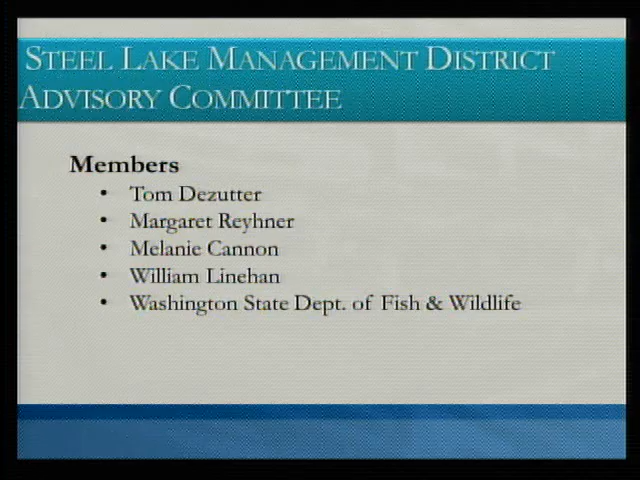 STEEL LAKE MANAGEMENT DISTRICT
ADVISORY COMMITTEE
Members
• Tom Dezutter
• Margaret Reyhner
• Melanie Cannon
• William Linehan
• Washington State Dept. of Fish & Wildlife